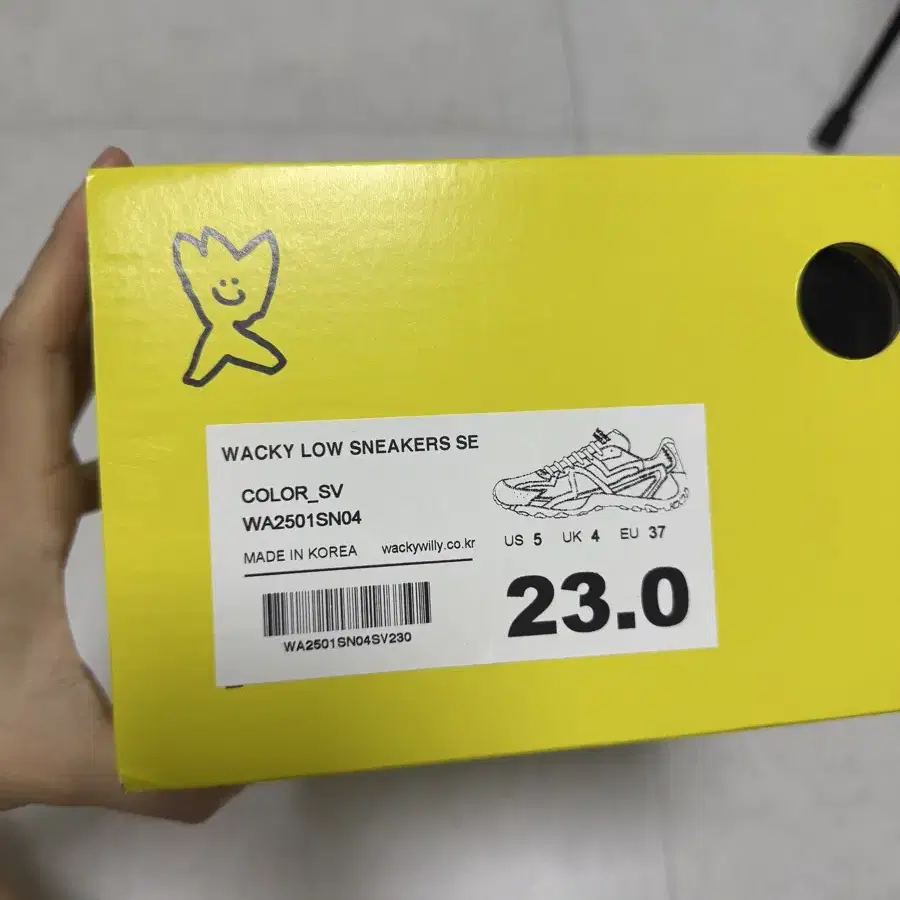 WACKY LOW SNEAKERS SE
COLOR_SV
WA2501SN04
MADE IN KOREA wackywilly.co.kr
WA2501SN04SV230
US 5 UK 4 EU 37
23.0